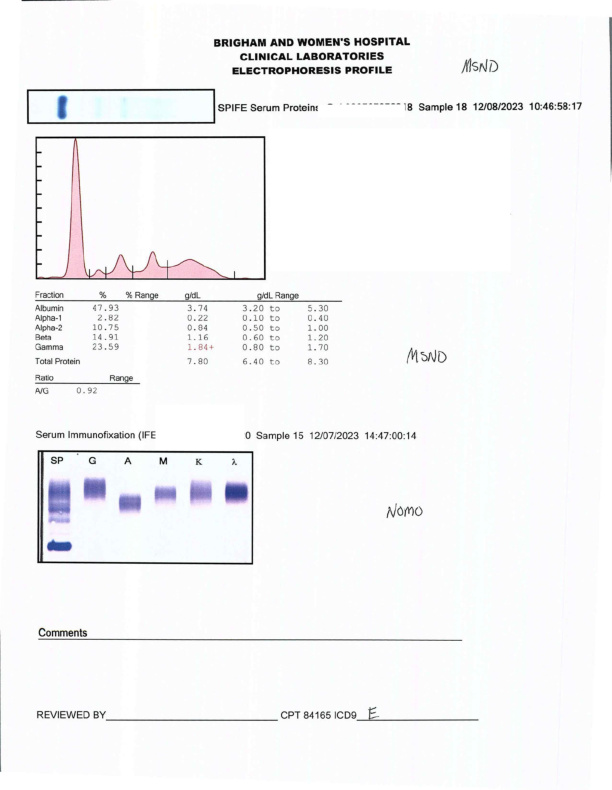 BRIGHAM AND WOMEN'S HOSPITAL
CLINICAL LABORATORIES
ELECTROPHORESIS PROFILE
MSND
SPIFE Serum Proteins 8 Sample 18 12/08/2023 10:46:58:17
Fraction % % Range g/dL g/dL Range
Albumin 47.93 3.74 3.20 to 5.30
Alpha-1 2.82 0.22 0.10 to 0.40
Alpha-2 10.75 0.84 0.50 to 1.00
Beta 14.91 1.16 0.60 to 1.20
Gamma 23.59 1.84+ 0.80 to 1.70
Total Protein 7.80 6.40 to 8.30
MSND
Ratio Range
A/G 0.92
Serum Immunofixation (IFE 0 Sample 15 12/07/2023 14:47:00:14
SP G A M K λ
NOMO
Comments
REVIEWED BY CPT 84165 ICD9 E